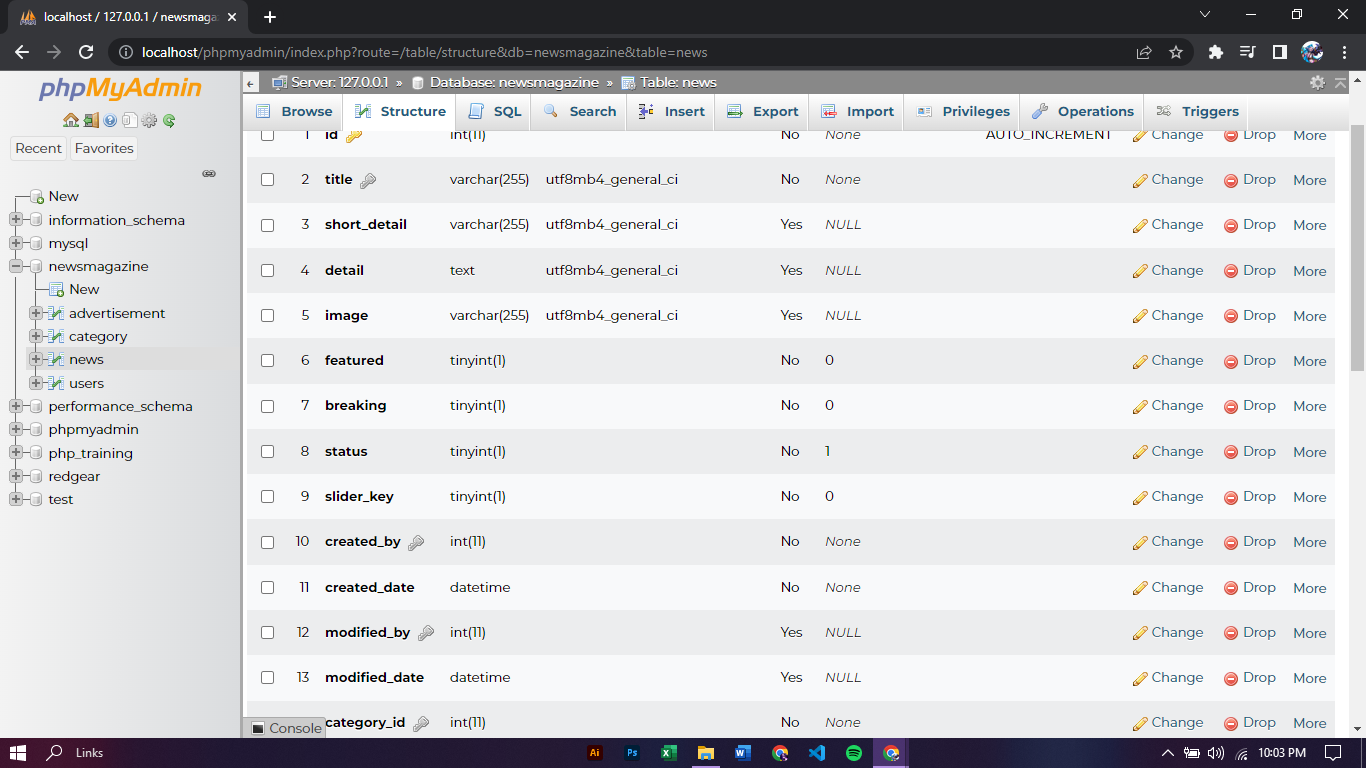 localhost / 127.0.0.1 / newsmaga
localhost/phpmyadmin/index.php?route=/table/structure&db=newsmagazine&table=news
phpMyAdmin
Recent Favorites
New
information_schema
mysql
newsmagazine
New
advertisement
category
news
users
performance_schema
phpmyadmin
php_training
redgear
test
Server: 127.0.0.1 » Database: newsmagazine » Table: news
Browse Structure SQL Search Insert Export Import Privileges Operations Triggers
1 id int(11) No None AUTO_INCREMENT Change Drop More
2 title varchar(255) utf8mb4_general_ci No None Change Drop More
3 short_detail varchar(255) utf8mb4_general_ci Yes NULL Change Drop More
4 detail text utf8mb4_general_ci Yes NULL Change Drop More
5 image varchar(255) utf8mb4_general_ci Yes NULL Change Drop More
6 featured tinyint(1) No 0 Change Drop More
7 breaking tinyint(1) No 0 Change Drop More
8 status tinyint(1) No 1 Change Drop More
9 slider_key tinyint(1) No 0 Change Drop More
10 created_by int(11) No None Change Drop More
11 created_date datetime No None Change Drop More
12 modified_by int(11) Yes NULL Change Drop More
13 modified_date datetime Yes NULL Change Drop More
category_id int(11) No None Change Drop More
Console
Links
Ai Ps
10:03 PM